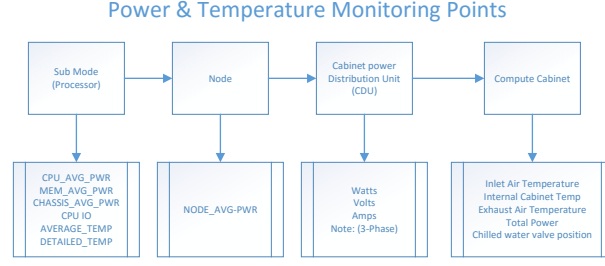 Power & Temperature Monitoring Points
Sub Mode
(Processor)
Node
Cabinet power
Distribution Unit
(CDU)
Compute Cabinet
CPU_AVG_PWR
MEM_AVG_PWR
CHASSIS_AVG_PWR
CPU IO
AVERAGE_TEMP
DETAILED_TEMP
NODE_AVG-PWR
Watts
Volts
Amps
Note: (3-Phase)
Inlet Air Temperature
Internal Cabinet Temp
Exhaust Air Temperature
Total Power
Chilled water valve position